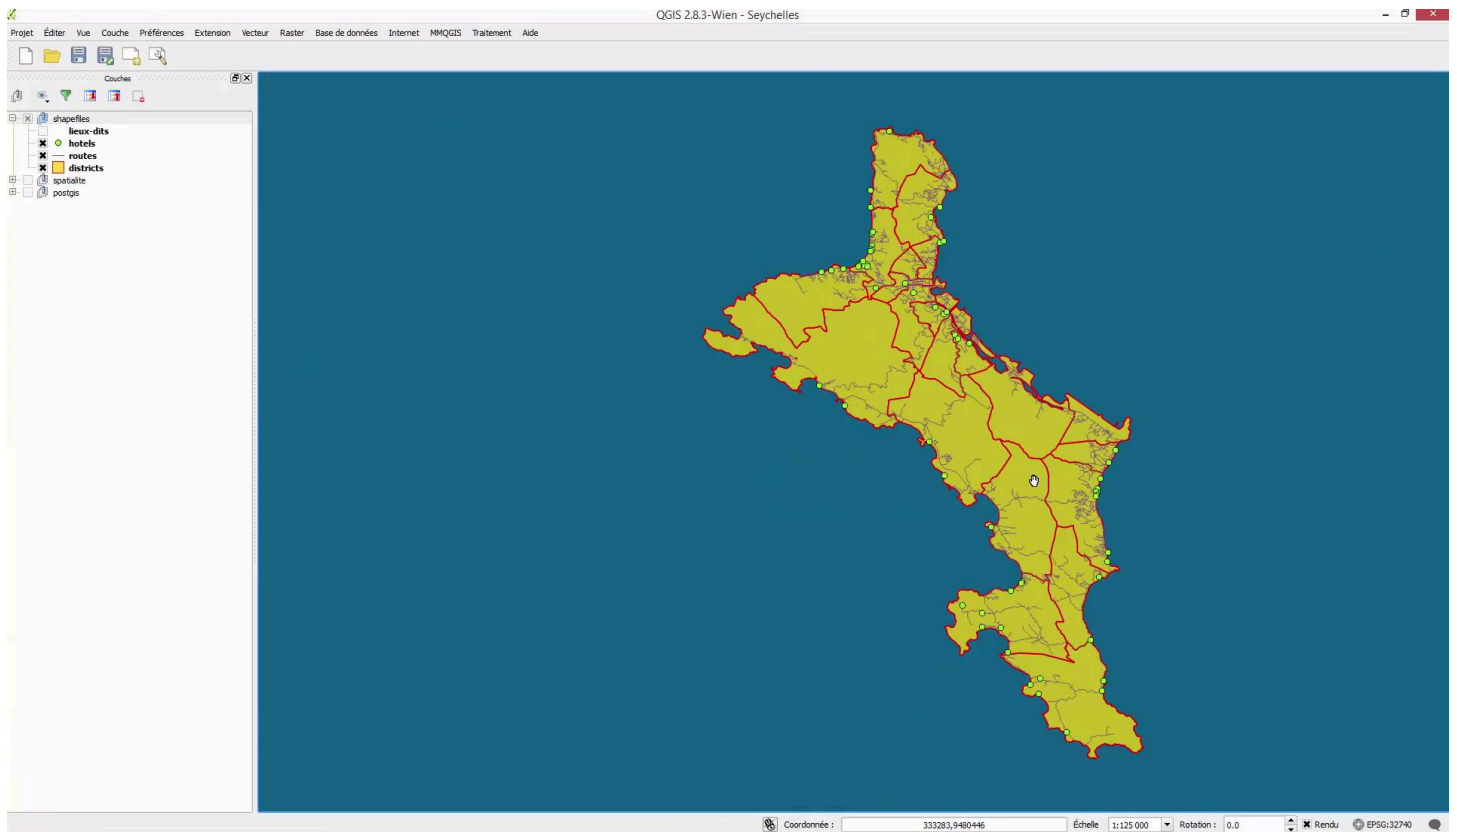 QGIS 2.8.3-Wien - Seychelles
Projet Éditer Vue Couche Préférences Extension Vecteur Raster Base de données Internet MMQGIS Traitement Aide
Couches
shapefiles
lieux-dits
hotels
routes
districts
spatialite
postgis
Coordonnée : 333283,9480446 Échelle 1:125 000 Rotation : 0.0 Rendu EPSG:32740